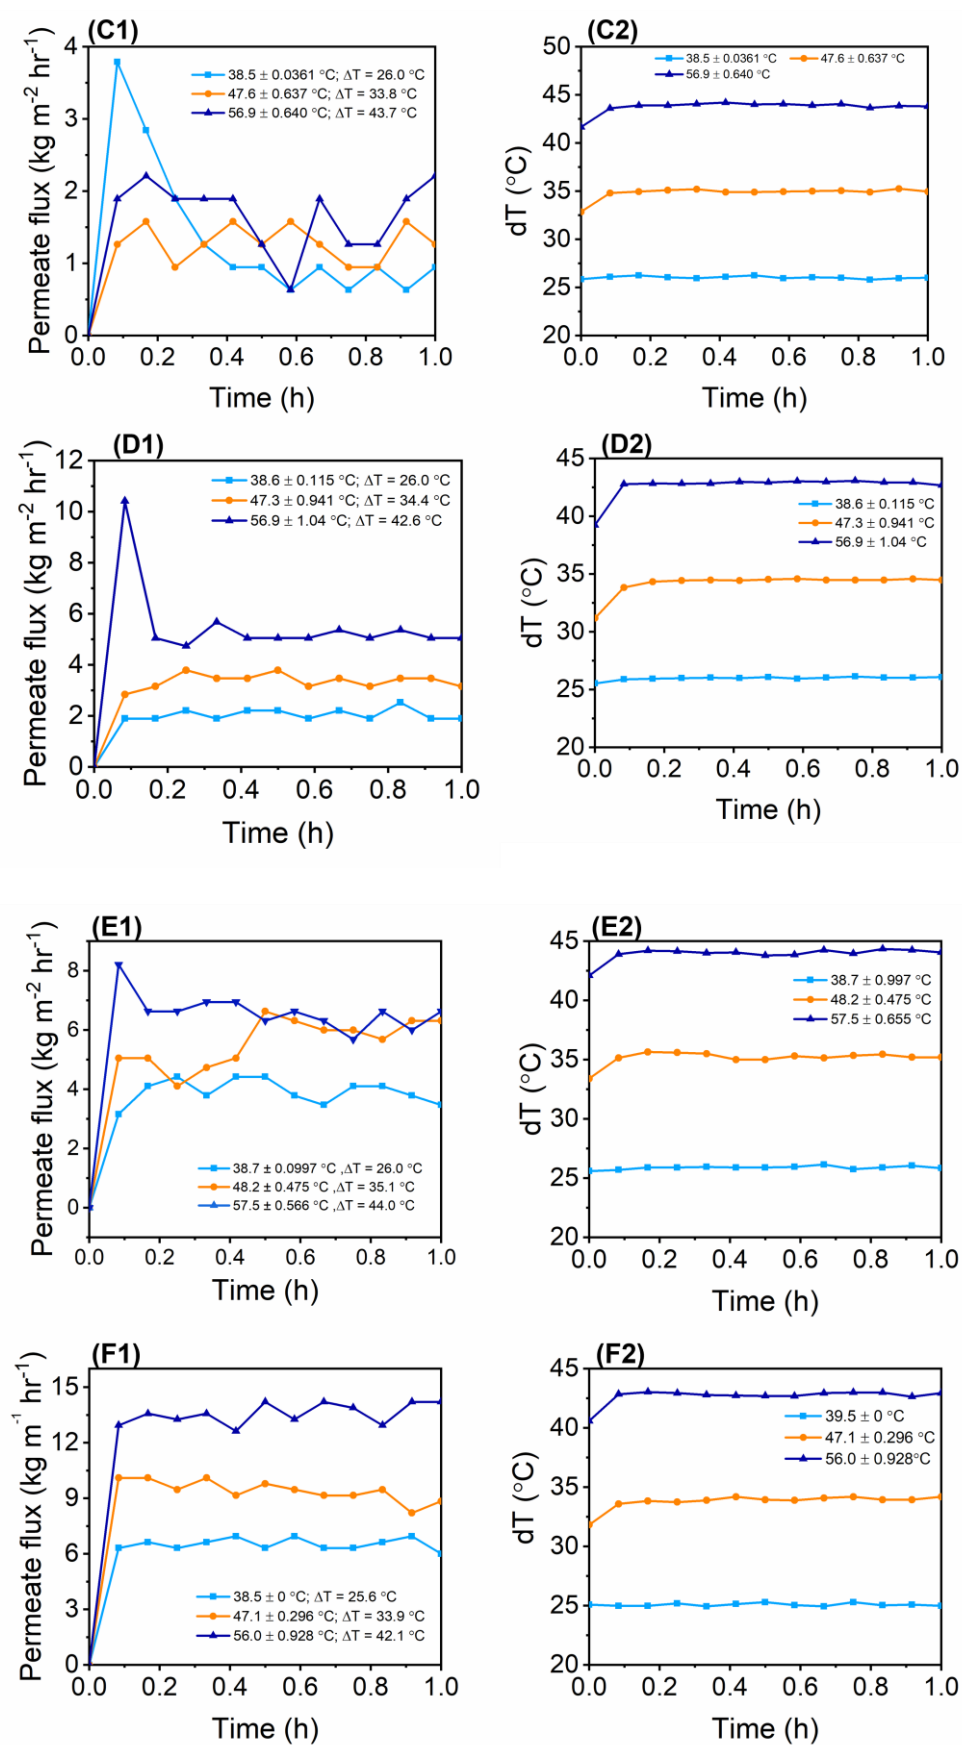 (C1)
Permeate flux (kg m⁻² hr⁻¹)
4
3
2
1
0
38.5 ± 0.0361 °C; ΔT = 26.0 °C
47.6 ± 0.637 °C; ΔT = 33.8 °C
56.9 ± 0.640 °C; ΔT = 43.7 °C
0.0 0.2 0.4 0.6 0.8 1.0
Time (h)
(C2)
dT (°C)
50
45
40
35
30
25
20
38.5 ± 0.0361 °C 47.6 ± 0.637 °C
56.9 ± 0.640 °C
0.0 0.2 0.4 0.6 0.8 1.0
Time (h)
(D1)
Permeate flux (kg m⁻² hr⁻¹)
12
10
8
6
4
2
0
38.6 ± 0.115 °C; ΔT = 26.0 °C
47.3 ± 0.941 °C; ΔT = 34.4 °C
56.9 ± 1.04 °C; ΔT = 42.6 °C
0.0 0.2 0.4 0.6 0.8 1.0
Time (h)
(D2)
dT (°C)
45
40
35
30
25
20
38.6 ± 0.115 °C
47.3 ± 0.941 °C
56.9 ± 1.04 °C
0.0 0.2 0.4 0.6 0.8 1.0
Time (h)
(E1)
Permeate flux (kg m⁻² hr⁻¹)
8
6
4
2
0
38.7 ± 0.0997 °C ,ΔT = 26.0 °C
48.2 ± 0.475 °C ,ΔT = 35.1 °C
57.5 ± 0.566 °C ,ΔT = 44.0 °C
0.0 0.2 0.4 0.6 0.8 1.0
Time (h)
(E2)
dT (°C)
45
40
35
30
25
20
38.7 ± 0.997 °C
48.2 ± 0.475 °C
57.5 ± 0.655 °C
0.0 0.2 0.4 0.6 0.8 1.0
Time (h)
(F1)
Permeate flux (kg m⁻¹ hr⁻¹)
15
12
9
6
3
0
38.5 ± 0 °C; ΔT = 25.6 °C
47.1 ± 0.296 °C; ΔT = 33.9 °C
56.0 ± 0.928 °C; ΔT = 42.1 °C
0.0 0.2 0.4 0.6 0.8 1.0
Time (h)
(F2)
dT (°C)
45
40
35
30
25
20
39.5 ± 0 °C
47.1 ± 0.296 °C
56.0 ± 0.928°C
0.0 0.2 0.4 0.6 0.8 1.0
Time (h)